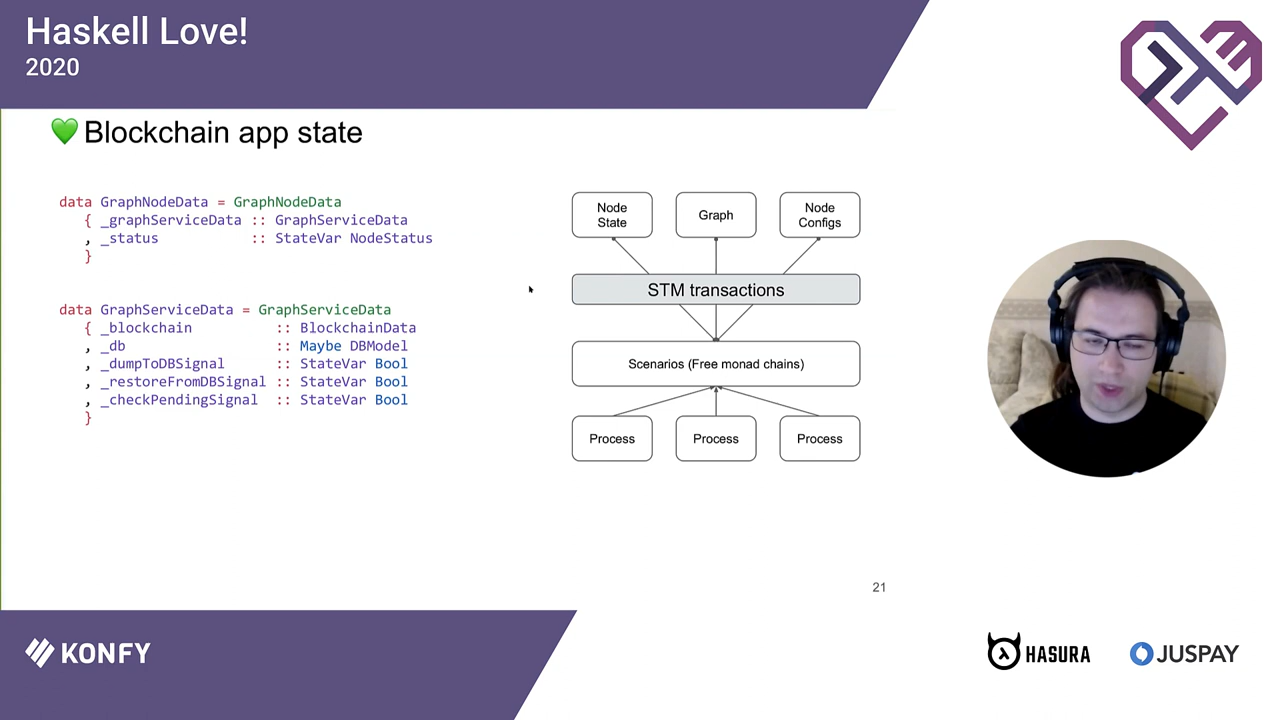 Haskell Love!
2020
💚 Blockchain app state
data GraphNodeData = GraphNodeData
{ _graphServiceData :: GraphServiceData
, _status :: StateVar NodeStatus
}
data GraphServiceData = GraphServiceData
{ _blockchain :: BlockchainData
, _db :: Maybe DBModel
, _dumpToDBSignal :: StateVar Bool
, _restoreFromDBSignal :: StateVar Bool
, _checkPendingSignal :: StateVar Bool
}
Node
State
Graph
Node
Configs
STM transactions
Scenarios (Free monad chains)
Process
Process
Process
21
KONFY
HASURA
JUSPAY